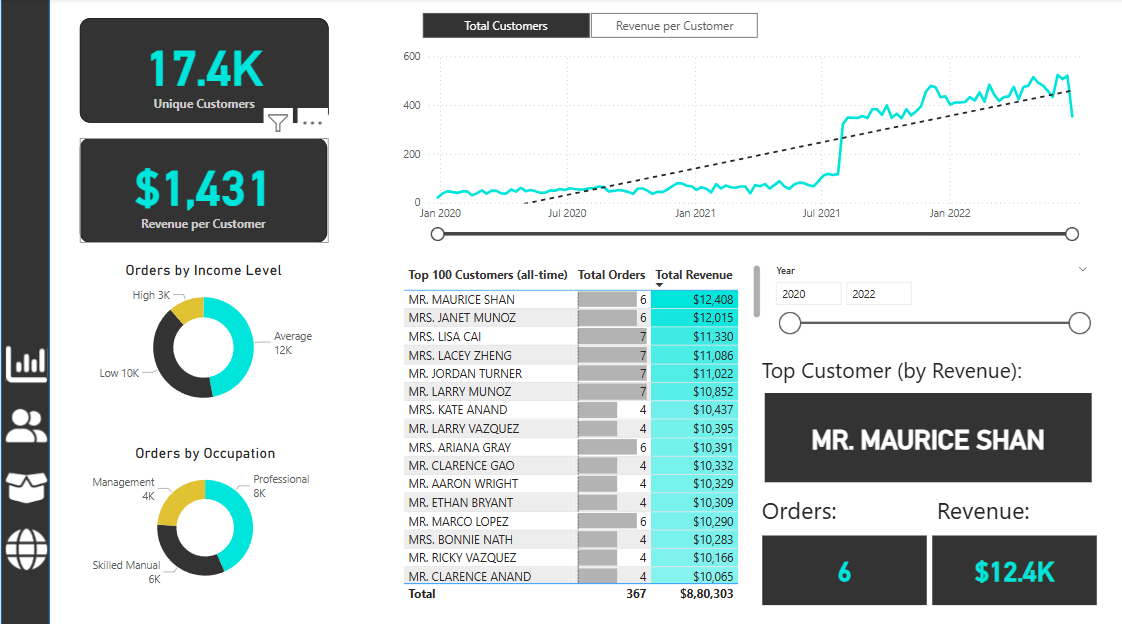 17.4K
Unique Customers
$1,431
Revenue per Customer
Orders by Income Level
High 3K
Average
12K
Low 10K
Orders by Occupation
Management
4K
Professional
8K
Skilled Manual
6K
Total Customers
Revenue per Customer
600
400
200
0
Jan 2020 Jul 2020 Jan 2021 Jul 2021 Jan 2022
Top 100 Customers (all-time) Total Orders Total Revenue
MR. MAURICE SHAN 6 $12,408
MRS. JANET MUNOZ 6 $12,015
MRS. LISA CAI 7 $11,330
MRS. LACEY ZHENG 7 $11,086
MR. JORDAN TURNER 7 $11,022
MR. LARRY MUNOZ 7 $10,852
MRS. KATE ANAND 4 $10,437
MR. LARRY VAZQUEZ 4 $10,395
MRS. ARIANA GRAY 6 $10,391
MR. CLARENCE GAO 4 $10,332
MR. AARON WRIGHT 4 $10,329
MR. ETHAN BRYANT 4 $10,309
MR. MARCO LOPEZ 6 $10,290
MRS. BONNIE NATH 4 $10,283
MR. RICKY VAZQUEZ 4 $10,166
MR. CLARENCE ANAND 4 $10,065
Total 367 $8,80,303
Year
2020 2022
Top Customer (by Revenue):
MR. MAURICE SHAN
Orders: Revenue:
6 $12.4K